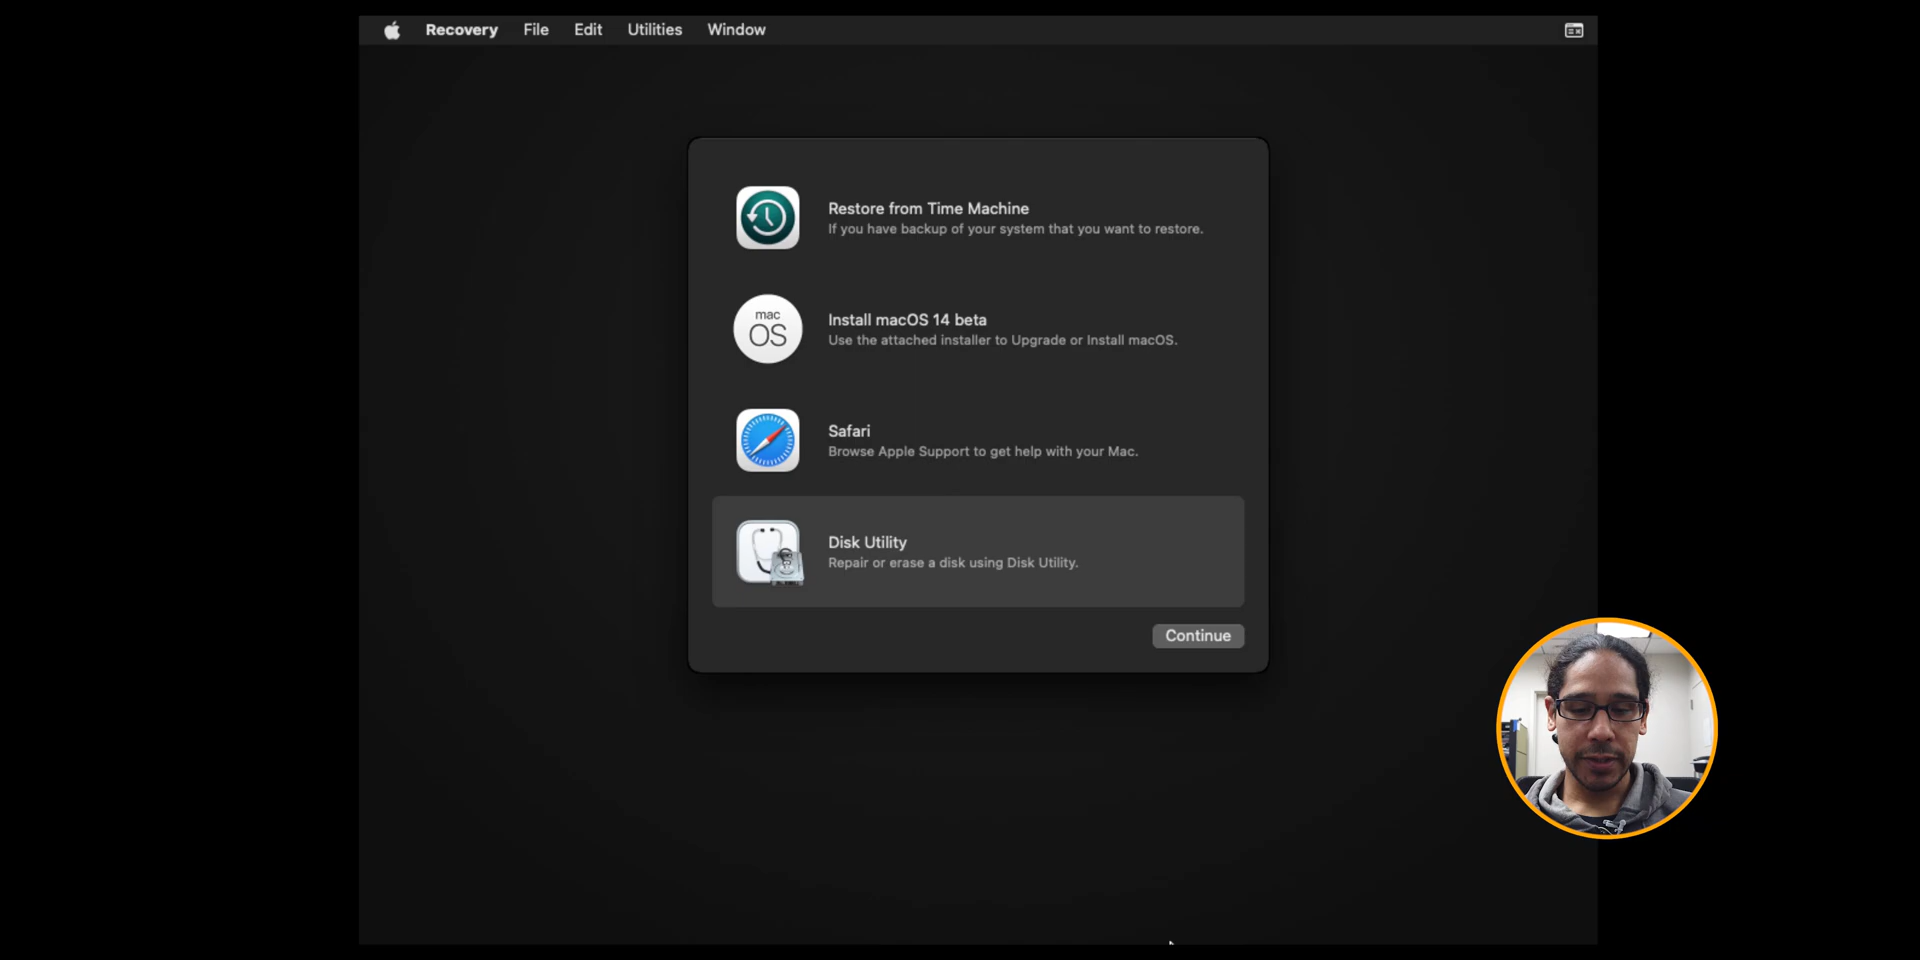 Recovery File Edit Utilities Window
Restore from Time Machine
If you have backup of your system that you want to restore.
mac
OS
Install macOS 14 beta
Use the attached installer to Upgrade or Install macOS.
Safari
Browse Apple Support to get help with your Mac.
Disk Utility
Repair or erase a disk using Disk Utility.
Continue